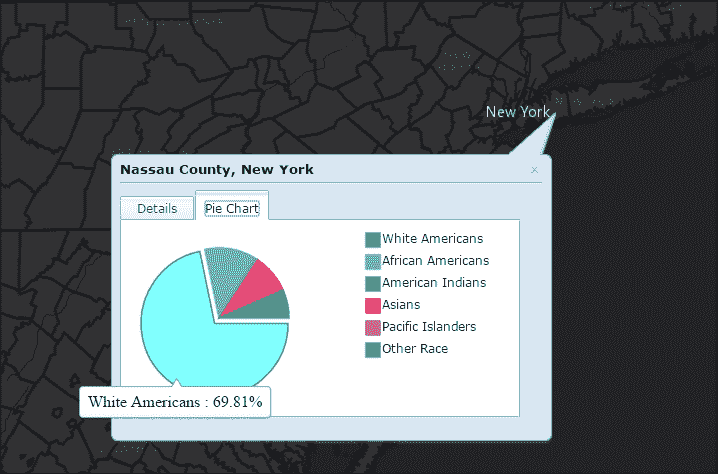 New York
Nassau County, New York
×
Details
Pie Chart
White Americans
African Americans
American Indians
Asians
Pacific Islanders
Other Race
White Americans : 69.81%